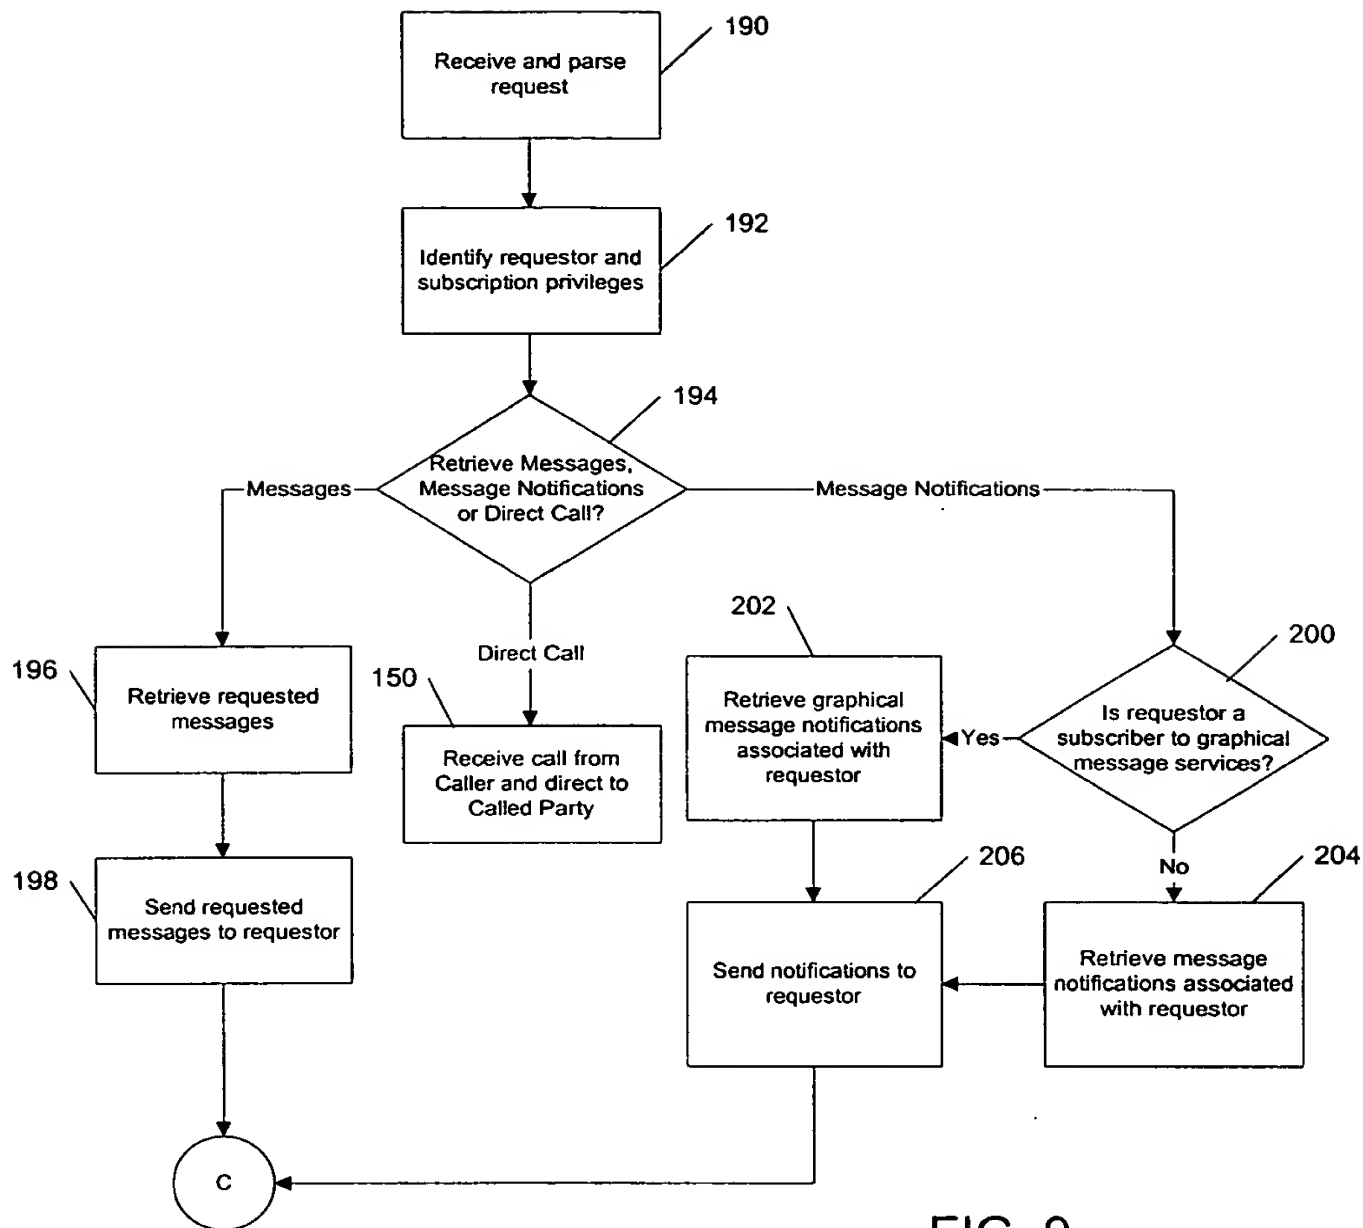 190
Receive and parse
request
192
Identify requestor and
subscription privileges
194
Retrieve Messages,
Message Notifications
or Direct Call?
Messages
Message Notifications
Direct Call
202
200
196
Retrieve requested
messages
150
Receive call from
Caller and direct to
Called Party
Retrieve graphical
message notifications
associated with
requestor
Yes
Is requestor a
subscriber to graphical
message services?
No
198
Send requested
messages to requestor
206
Send notifications to
requestor
204
Retrieve message
notifications associated
with requestor
C